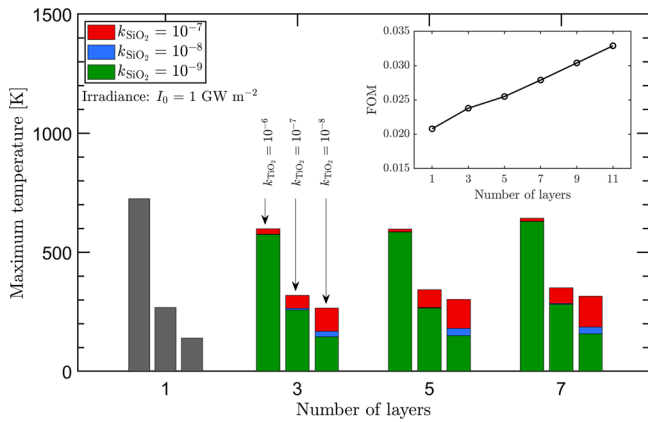 1500
1000
500
0
Maximum temperature [K]
k_SiO₂ = 10⁻⁷
k_SiO₂ = 10⁻⁸
k_SiO₂ = 10⁻⁹
Irradiance: I₀ = 1 GW m⁻²
k_TiO₂ = 10⁻⁶
k_TiO₂ = 10⁻⁷
k_TiO₂ = 10⁻⁸
0.035
0.030
0.025
0.020
0.015
FOM
1 3 5 7 9 11
Number of layers
1 3 5 7
Number of layers